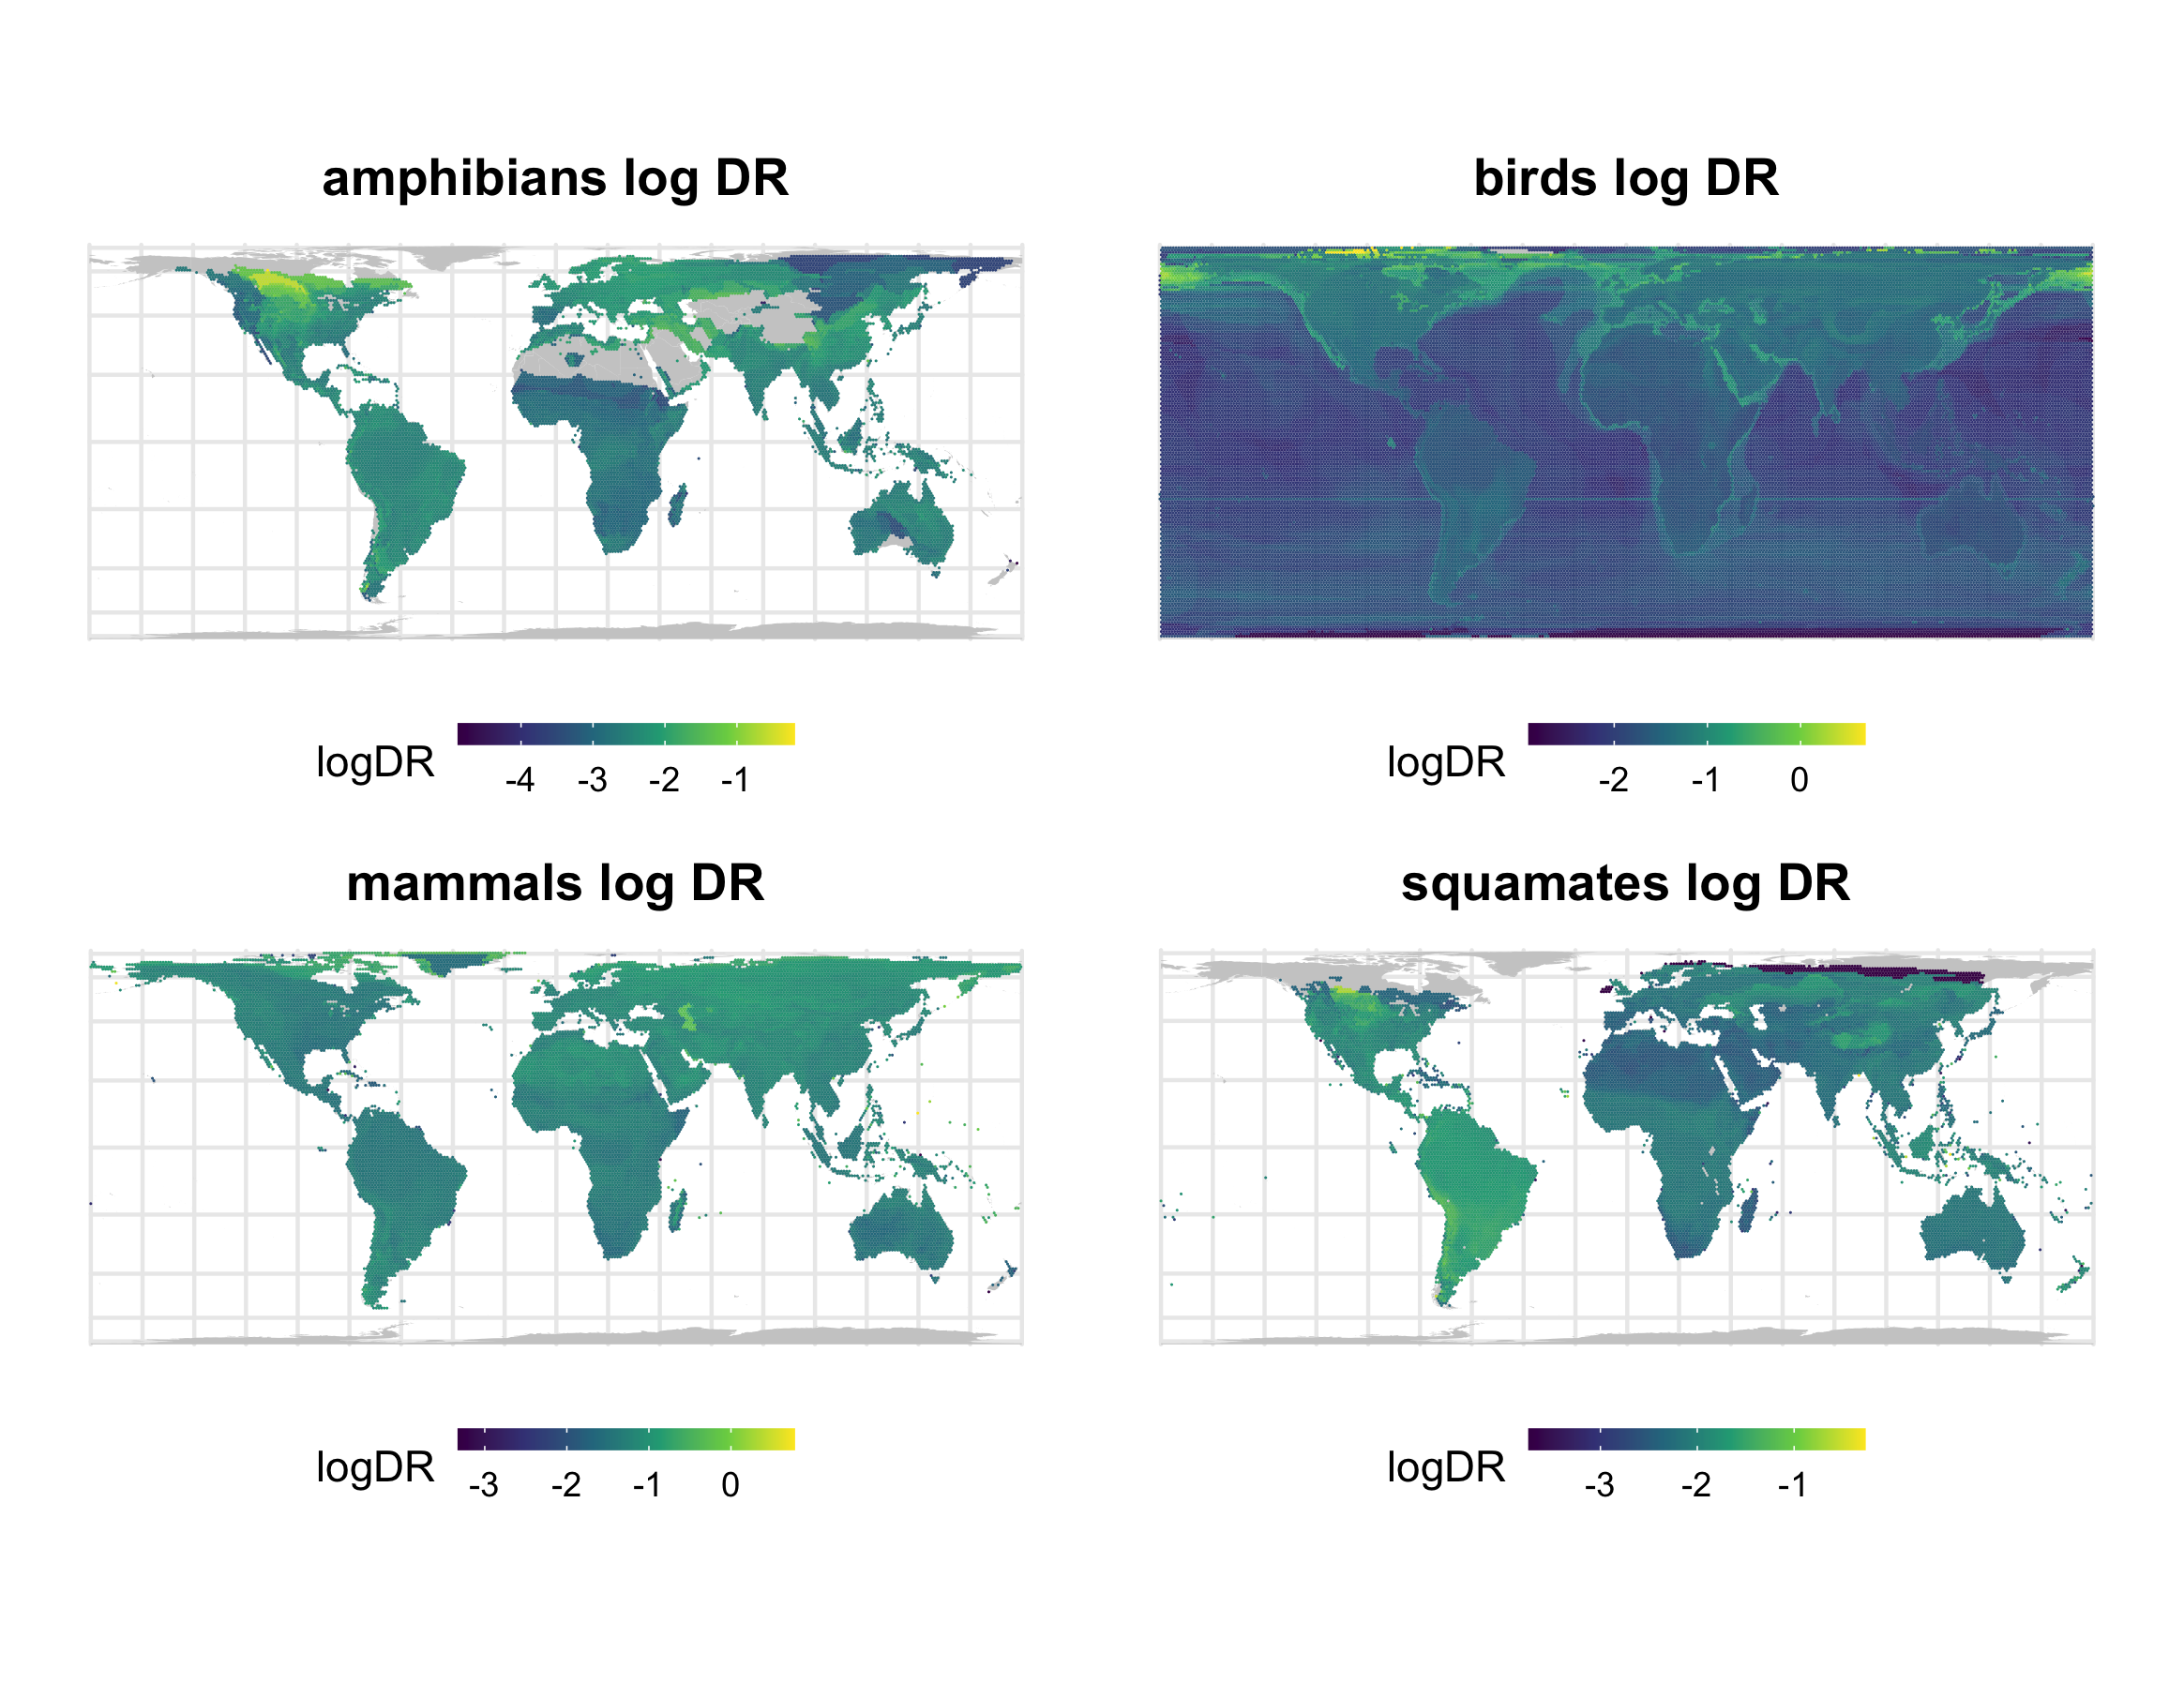 amphibians log DR
birds log DR
logDR
-4 -3 -2 -1
logDR
-2 -1 0
mammals log DR
squamates log DR
logDR
-3 -2 -1 0
logDR
-3 -2 -1